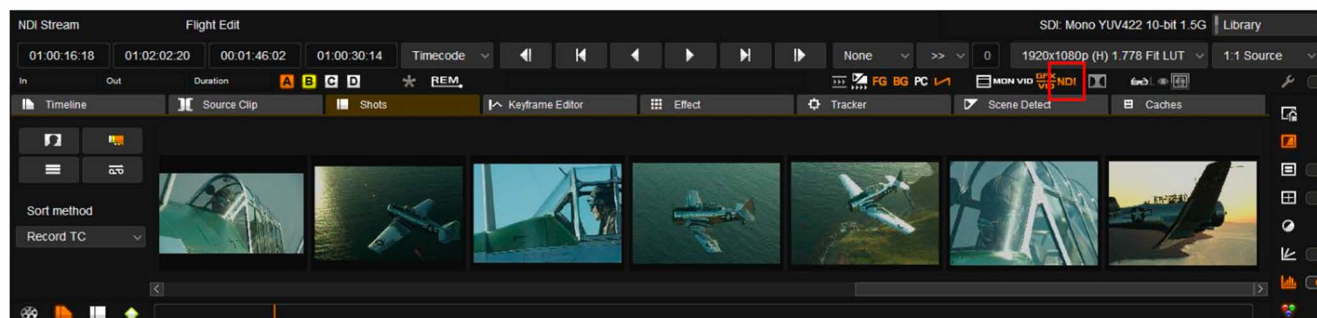 NDI Stream Flight Edit SDI: Mono YUV422 10-bit 1.5G Library
01:00:16:18 01:02:02:20 00:01:46:02 01:00:30:14 Timecode None >> 0 1920x1080p (H) 1.778 Fit LUT 1:1 Source
In Out Duration A B C D * REM FG BG PC MON VID GFX VID NDI
Timeline Source Clip Shots Keyframe Editor Effect Tracker Scene Detect Caches
Sort method
Record TC